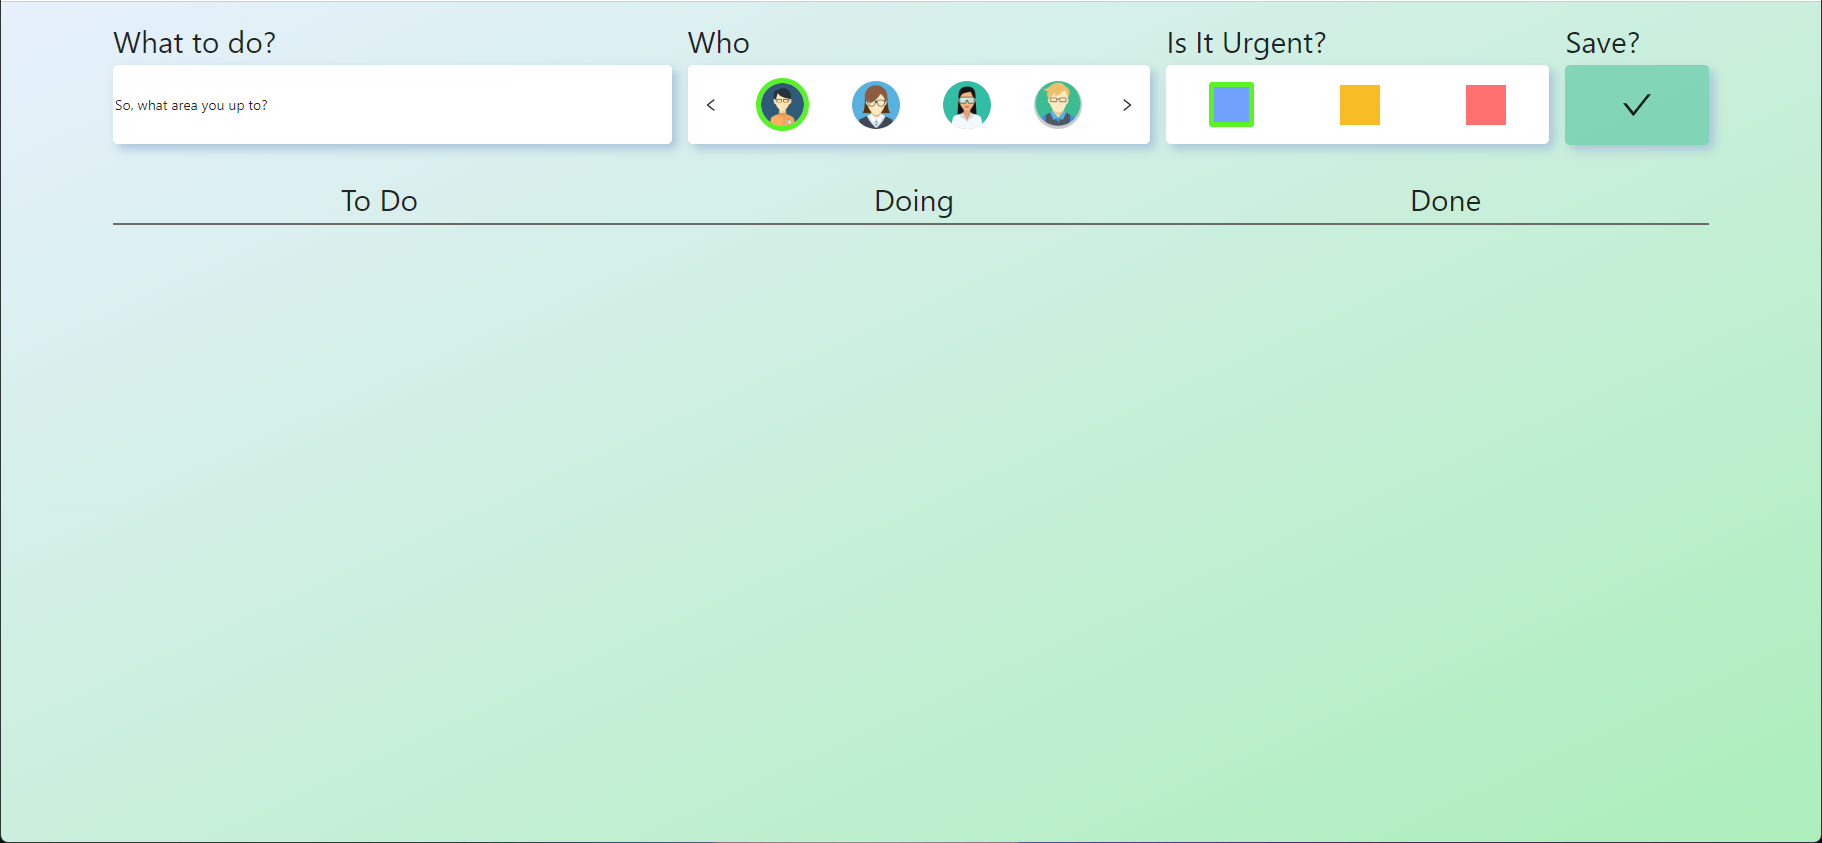 What to do?
Who
Is It Urgent?
Save?
So, what area you up to?
To Do
Doing
Done